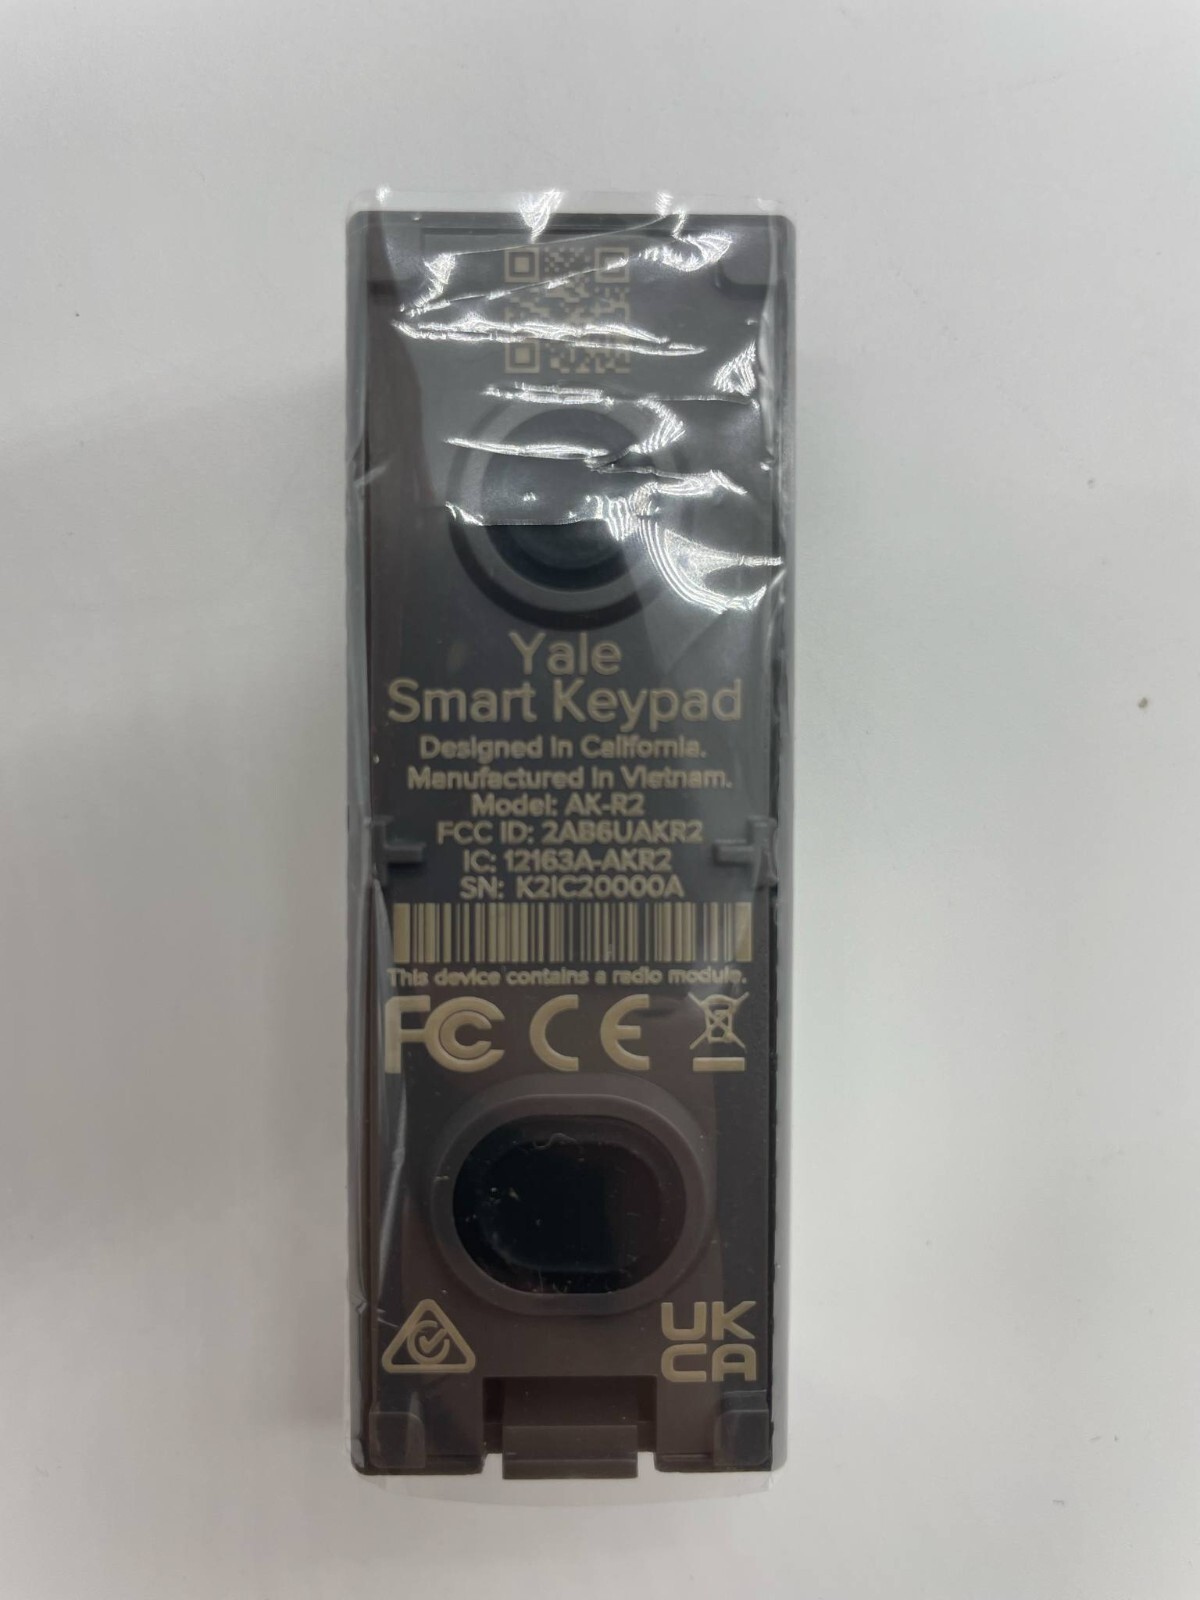 Yale
Smart Keypad
Designed in California.
Manufactured in Vietnam.
Model: AK-R2
FCC ID: 2AB6UAKR2
IC: 12163A-AKR2
SN: K2IC20000A
This device contains a radio module.
FC CE
UK
CA